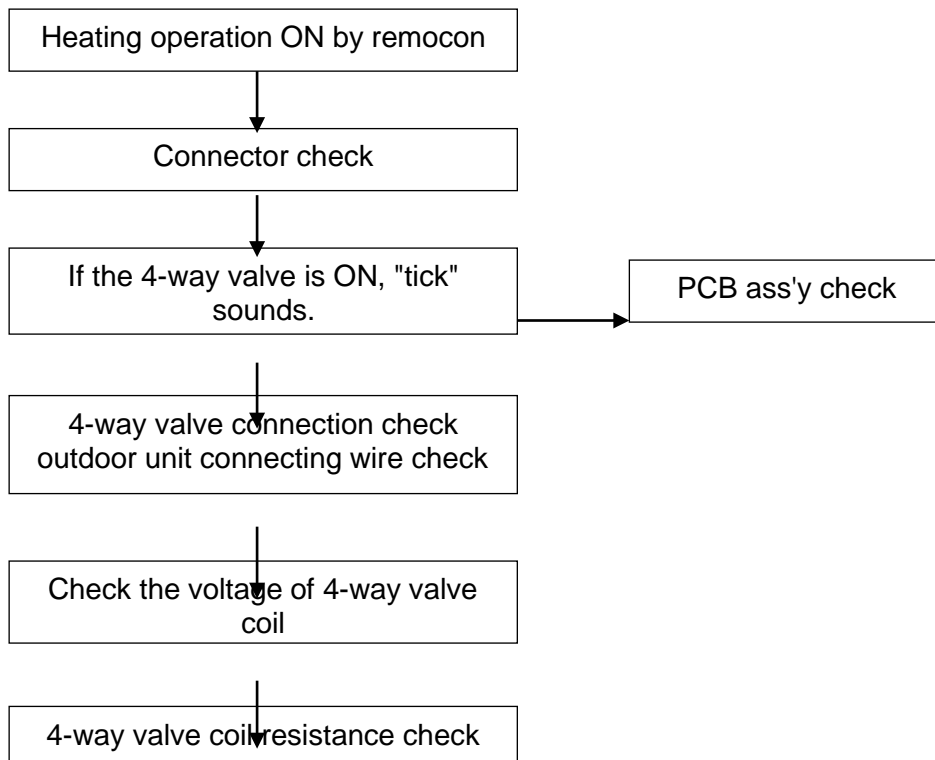 Heating operation ON by remocon
Connector check
If the 4-way valve is ON, "tick"
sounds.
PCB ass'y check
4-way valve connection check
outdoor unit connecting wire check
Check the voltage of 4-way valve
coil
4-way valve coil resistance check